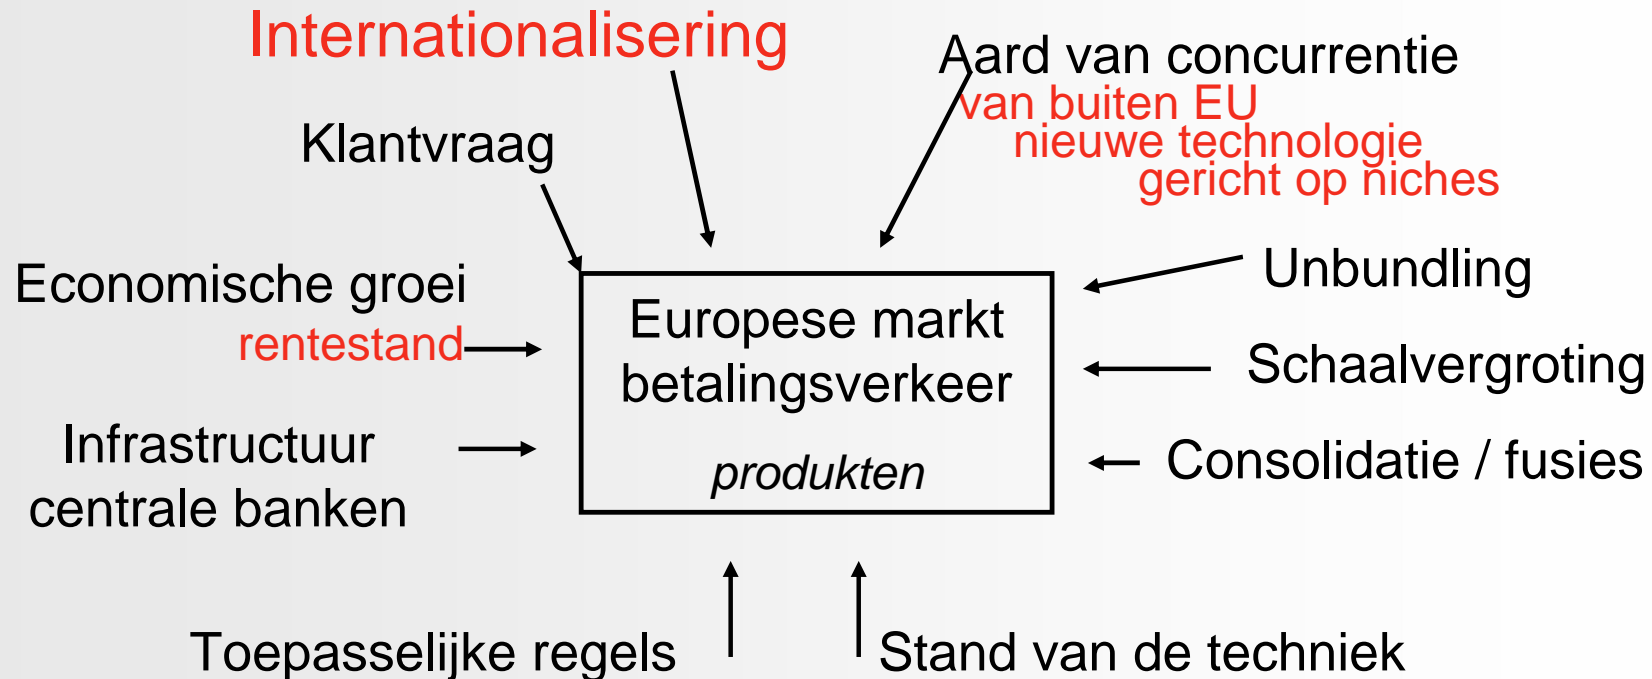 Internationalisering
Aard van concurrentie
van buiten EU
nieuwe technologie
gericht op niches
Klantvraag
Economische groei
rentestand
Unbundling
Europese markt
betalingsverkeer
produkten
Schaalvergroting
Infrastructuur
centrale banken
Consolidatie / fusies
Toepasselijke regels
Stand van de techniek